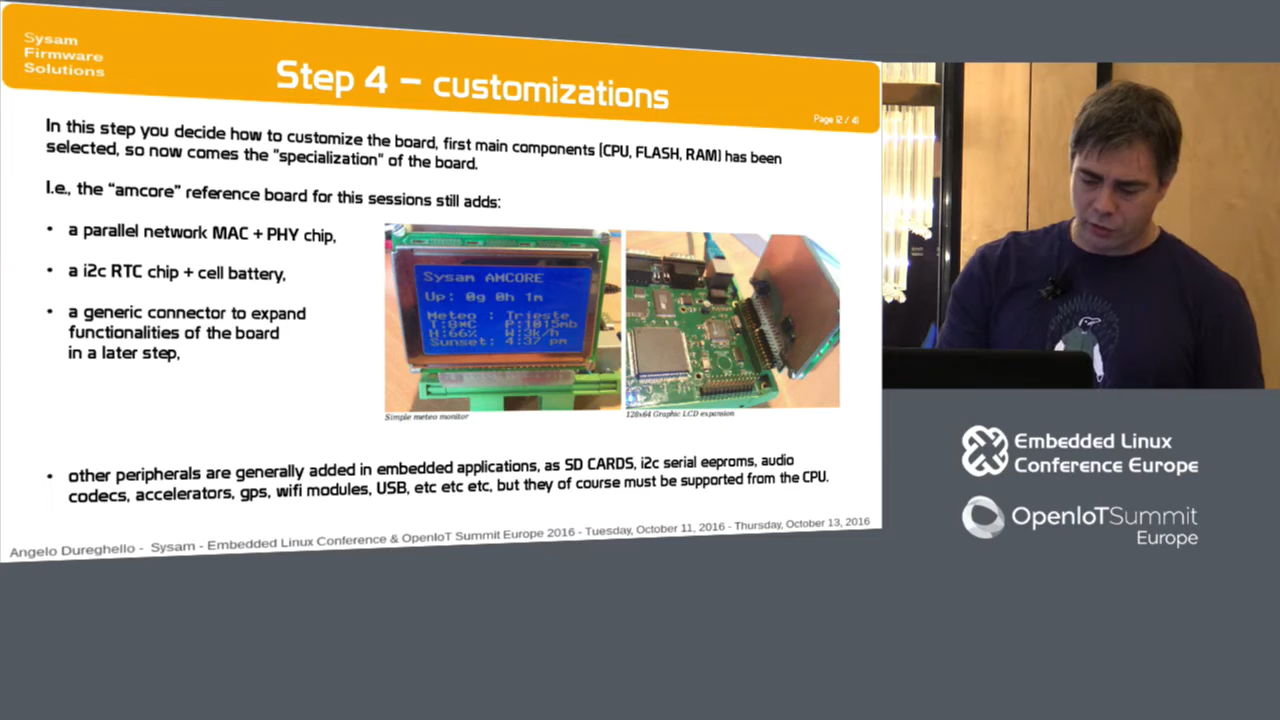 Sysam
Firmware
Solutions
Step 4 – customizations
Page 12 / 41
In this step you decide how to customize the board, first main components (CPU, FLASH, RAM) has been
selected, so now comes the "specialization" of the board.
I.e., the "amcore" reference board for this sessions still adds:
• a parallel network MAC + PHY chip,
• a i2c RTC chip + cell battery,
• a generic connector to expand
functionalities of the board
in a later step,
Sysam AMCORE
Up: 0g 0h 1m
Meteo : Trieste
T:8*C P:1015mb
H:66% W:3k/h
Sunset: 4:37 pm
Simple meteo monitor
128x64 Graphic LCD expansion
• other peripherals are generally added in embedded applications, as SD CARDS, i2c serial eeproms, audio
codecs, accelerators, gps, wifi modules, USB, etc etc etc, but they of course must be supported from the CPU.
Angelo Dureghello - Sysam - Embedded Linux Conference & OpenIoT Summit Europe 2016 - Tuesday, October 11, 2016 - Thursday, October 13, 2016
Embedded Linux
Conference Europe
OpenIoTSummit
Europe